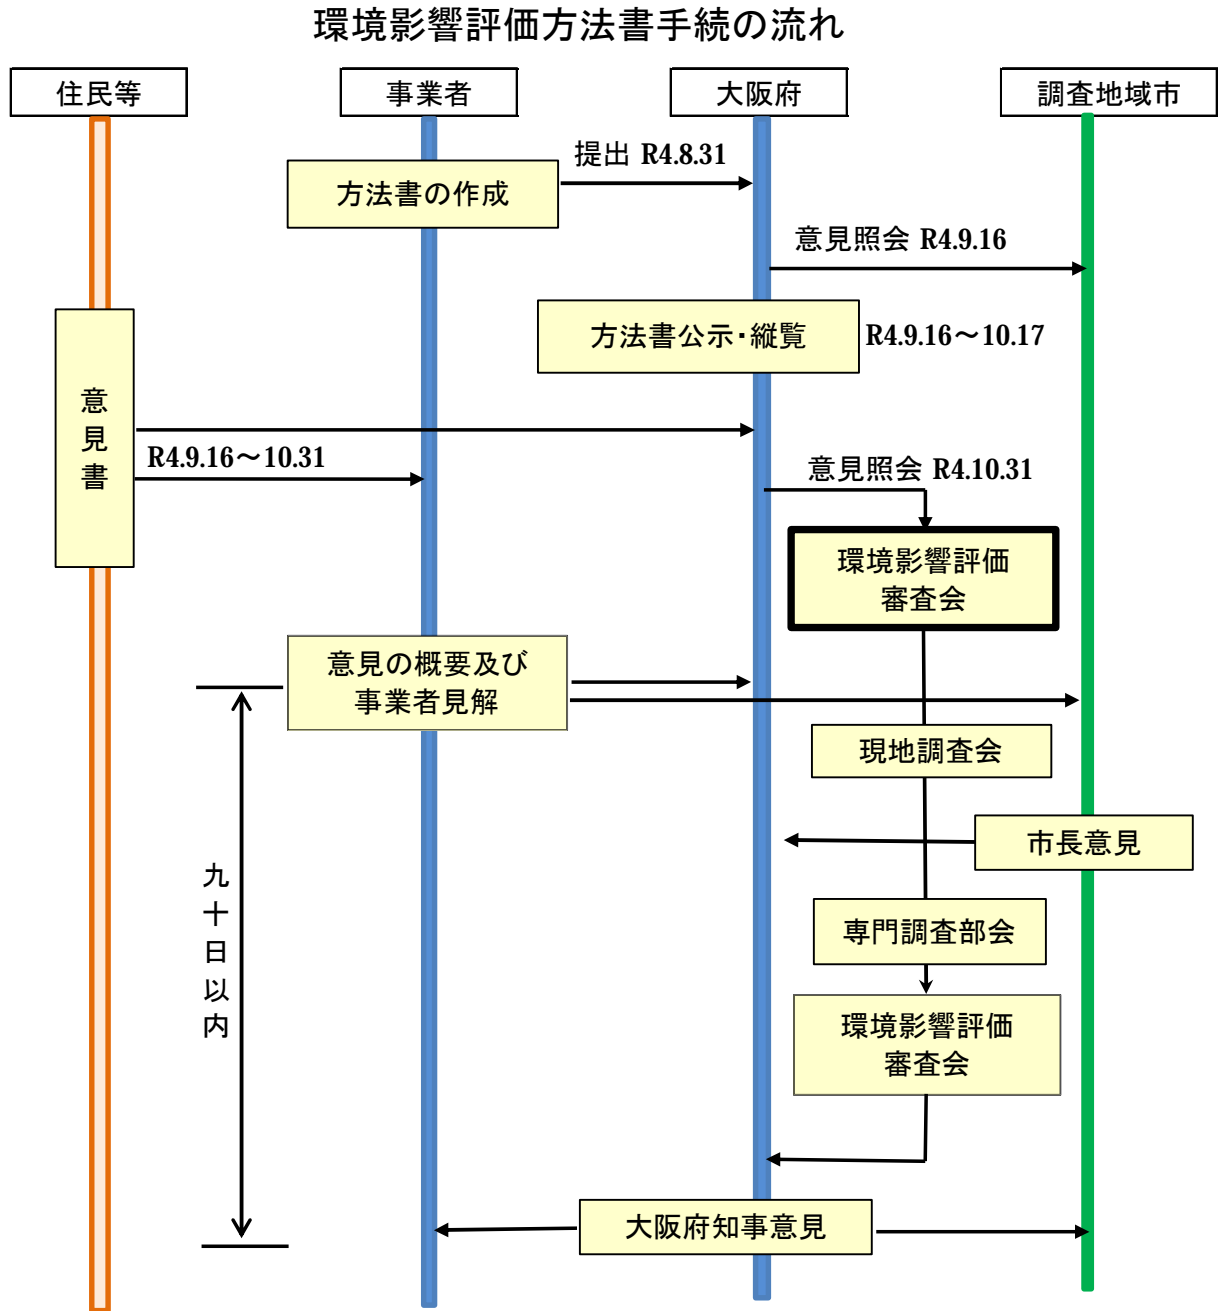 環境影響評価方法書手続の流れ
住民等
事業者
大阪府
調査地域市
提出 R4.8.31
方法書の作成
意見照会 R4.9.16
方法書公示・縦覧
R4.9.16～10.17
意見書
R4.9.16～10.31
意見照会 R4.10.31
環境影響評価
審査会
意見の概要及び
事業者見解
現地調査会
市長意見
九十日以内
専門調査部会
環境影響評価
審査会
大阪府知事意見